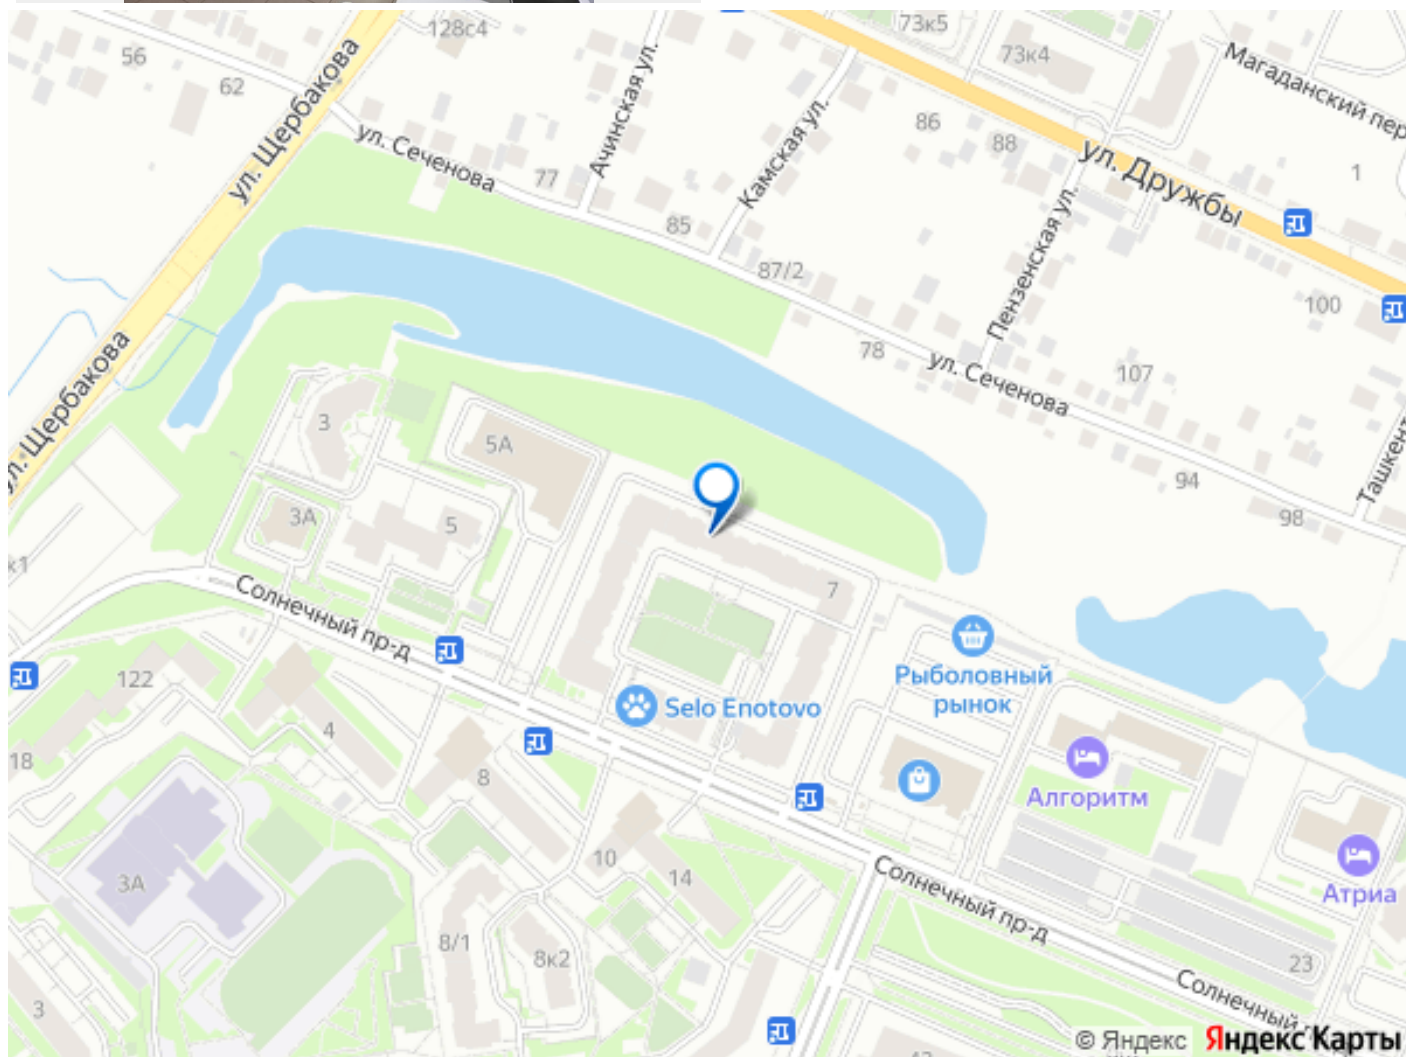 128с4
73к5
73к4
56
62
ул. Щербакова
Магаданский пер
Ачинская ул.
Камская ул.
86
88
ул. Сеченова
77
ул. Дружбы
1
85
Пензенская ул.
87/2
100
ул. Щербакова
78
ул. Сеченова
107
3
5А
Ташкент
94
3А
5
98
к1
Солнечный пр-д
7
Рыболовный
рынок
122
Selo Enotovo
4
18
8
Алгоритм
10
14
3А
Солнечный пр-д
Атриа
8/1
8к2
23
3
Солнечный
© Яндекс Яндекс Карты